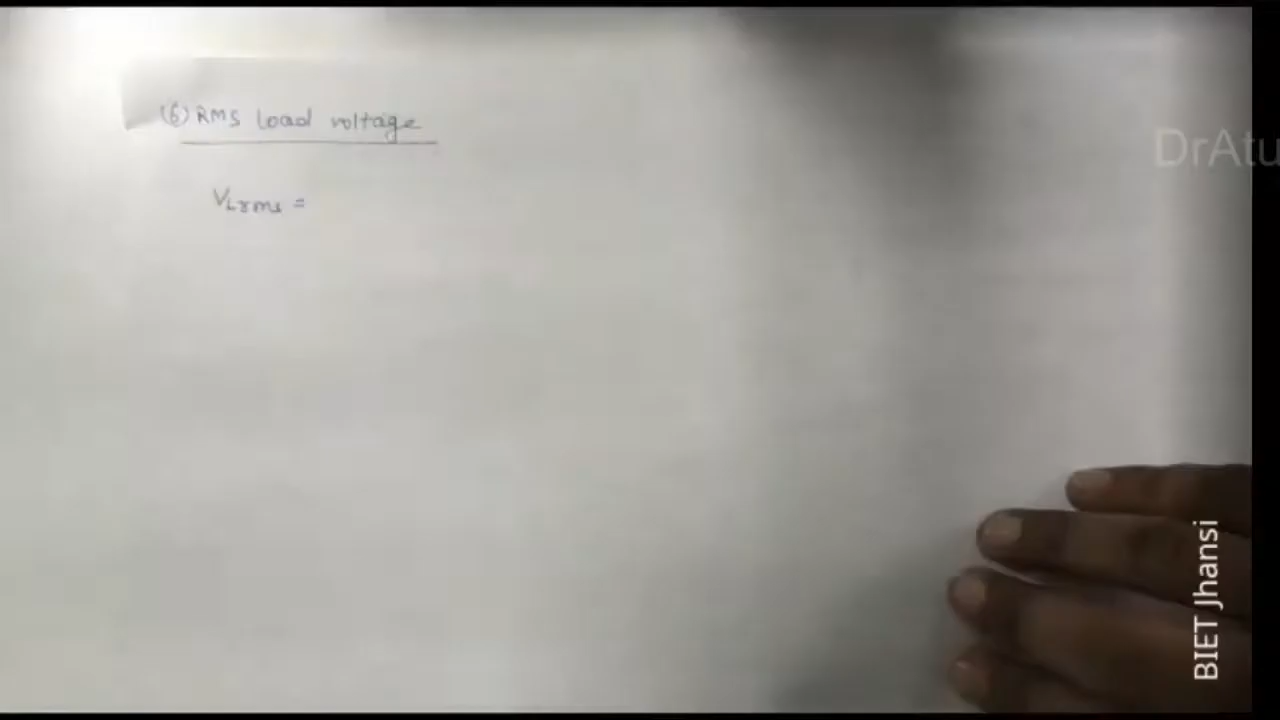 (6) RMS Load voltage
VLrms =
DrAtu
BIET Jhansi